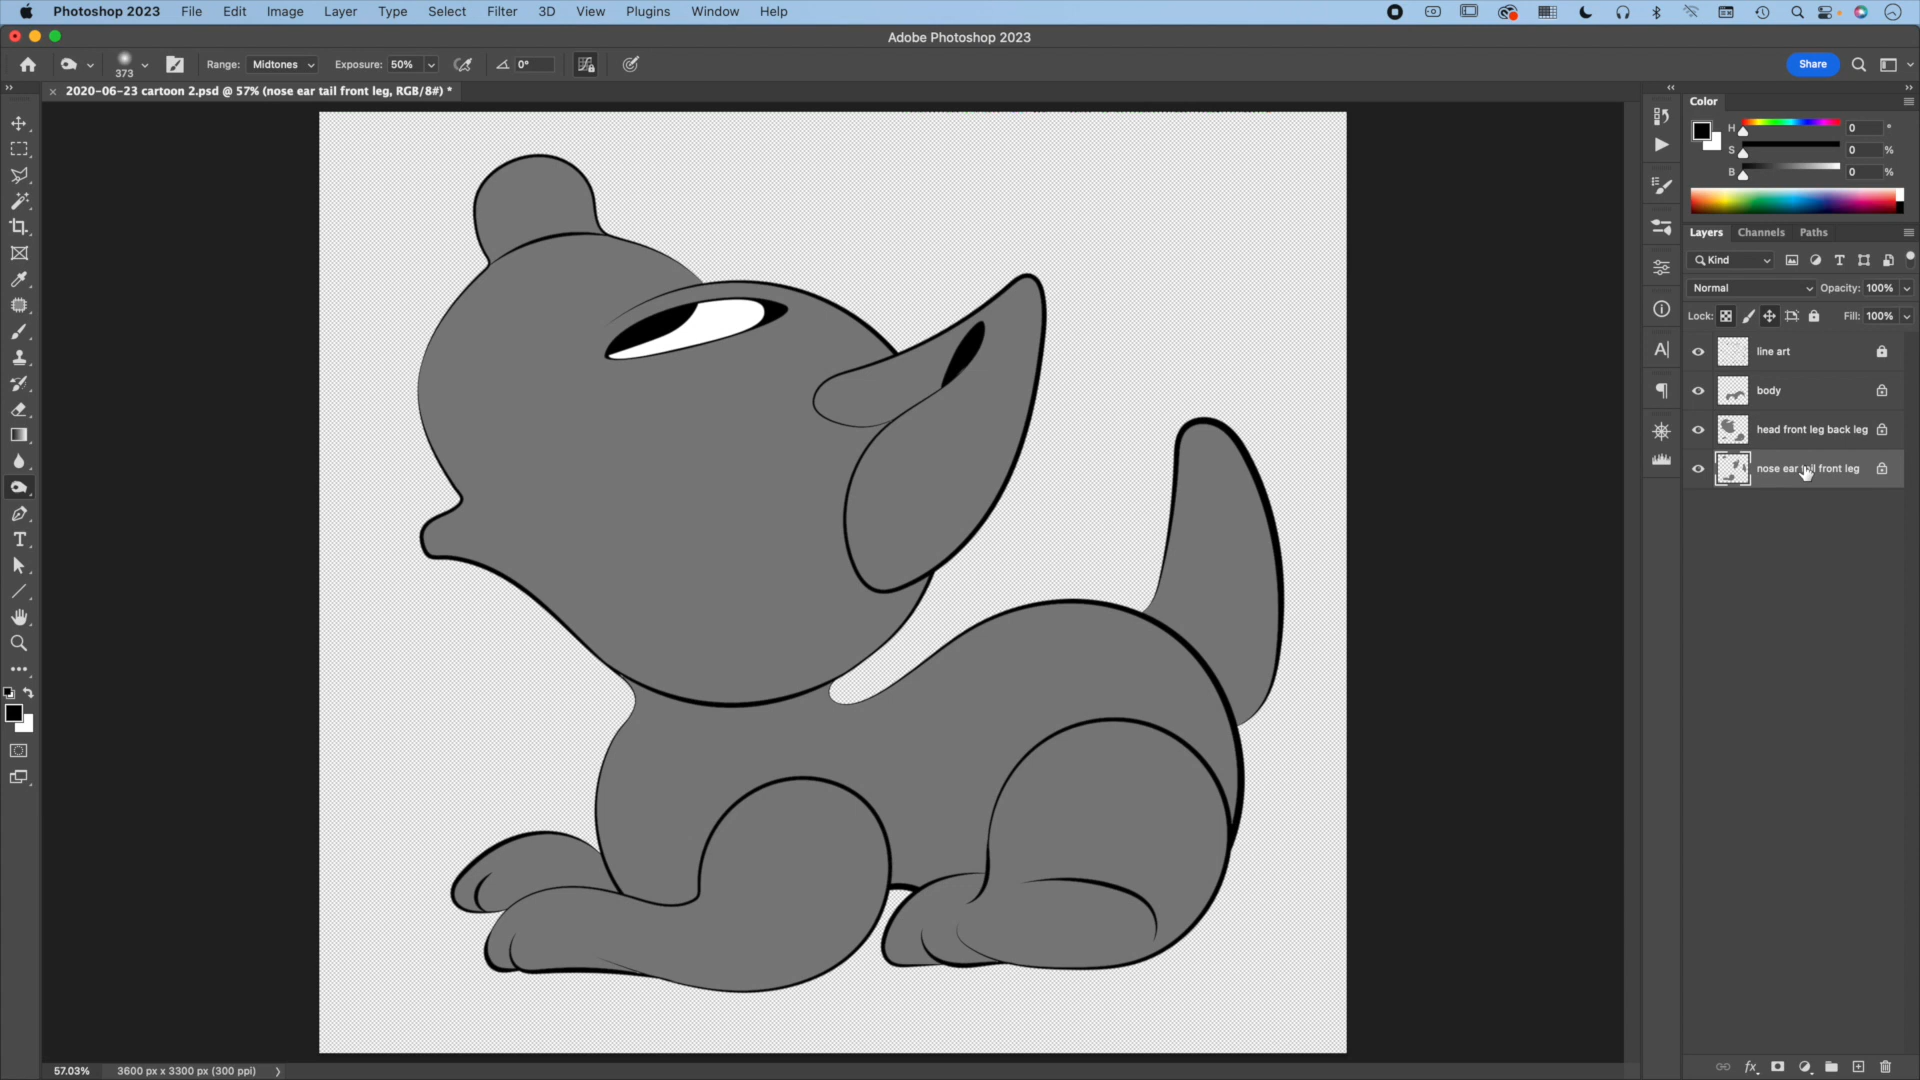 Photoshop 2023 File Edit Image Layer Type Select Filter 3D View Plugins Window Help
Adobe Photoshop 2023
373 Range: Midtones Exposure: 50% 0° Share
2020-06-23 cartoon 2.psd @ 57% (nose ear tail front leg, RGB/8#) *
Color
H 0 °
S 0 %
B 0 %
Layers Channels Paths
Kind
Normal Opacity: 100%
Lock: Fill: 100%
line art
body
head front leg back leg
nose ear tail front leg
57.03% 3600 px x 3300 px (300 ppi)